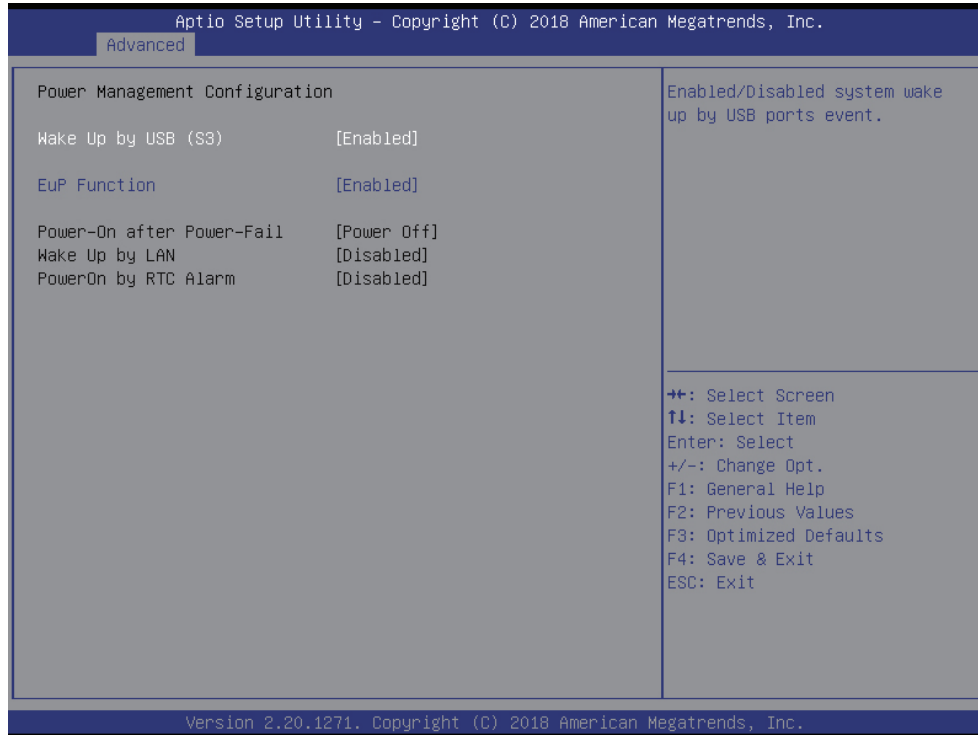 Aptio Setup Utility – Copyright (C) 2018 American Megatrends, Inc.
Advanced
Power Management Configuration
Wake Up by USB (S3) [Enabled]
EuP Function [Enabled]
Power-On after Power-Fail [Power Off]
Wake Up by LAN [Disabled]
PowerOn by RTC Alarm [Disabled]
Enabled/Disabled system wake
up by USB ports event.
→←: Select Screen
↑↓: Select Item
Enter: Select
+/-: Change Opt.
F1: General Help
F2: Previous Values
F3: Optimized Defaults
F4: Save & Exit
ESC: Exit
Version 2.20.1271. Copyright (C) 2018 American Megatrends, Inc.